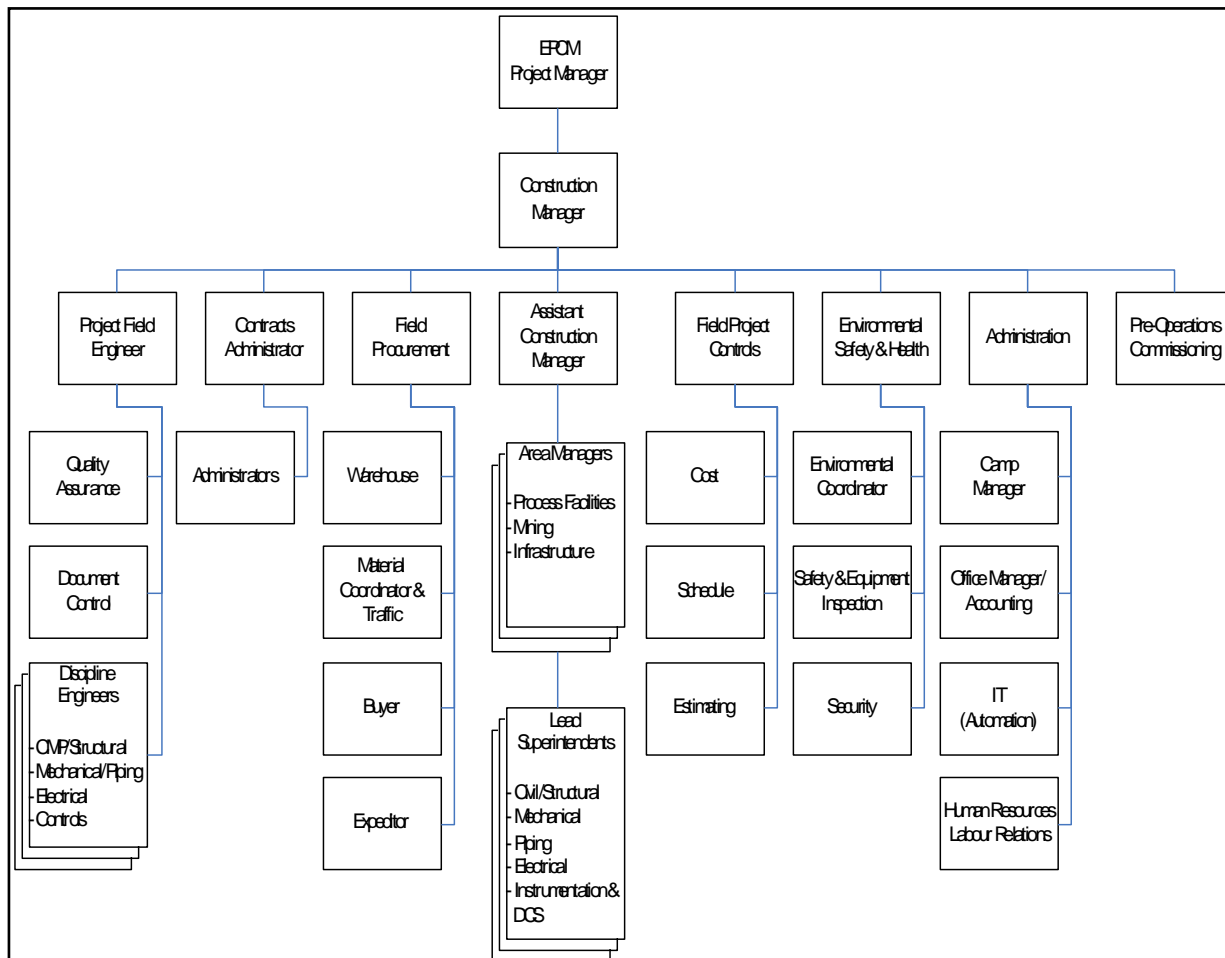 EPCM
Project Manager
Construction
Manager
Project Field
Engineer
Contracts
Administrator
Field
Procurement
Assistant
Construction
Manager
Field Project
Controls
Environmental
Safety & Health
Administration
Pre-Operations
Commissioning
Quality
Assurance
Administrators
Warehouse
Area Managers
- Process Facilities
- Mining
- Infrastructure
Cost
Environmental
Coordinator
Camp
Manager
Document
Control
Material
Coordinator &
Traffic
Schedule
Safety & Equipment
Inspection
Office Manager/
Accounting
Discipline
Engineers
- CIVIP/Structural
- Mechanical/Piping
- Electrical
- Controls
Buyer
Lead
Superintendents
- Civil/Structural
- Mechanical
- Piping
- Electrical
- Instrumentation &
DCS
Estimating
Security
IT
(Automation)
Expeditor
Human Resources
Labour Relations